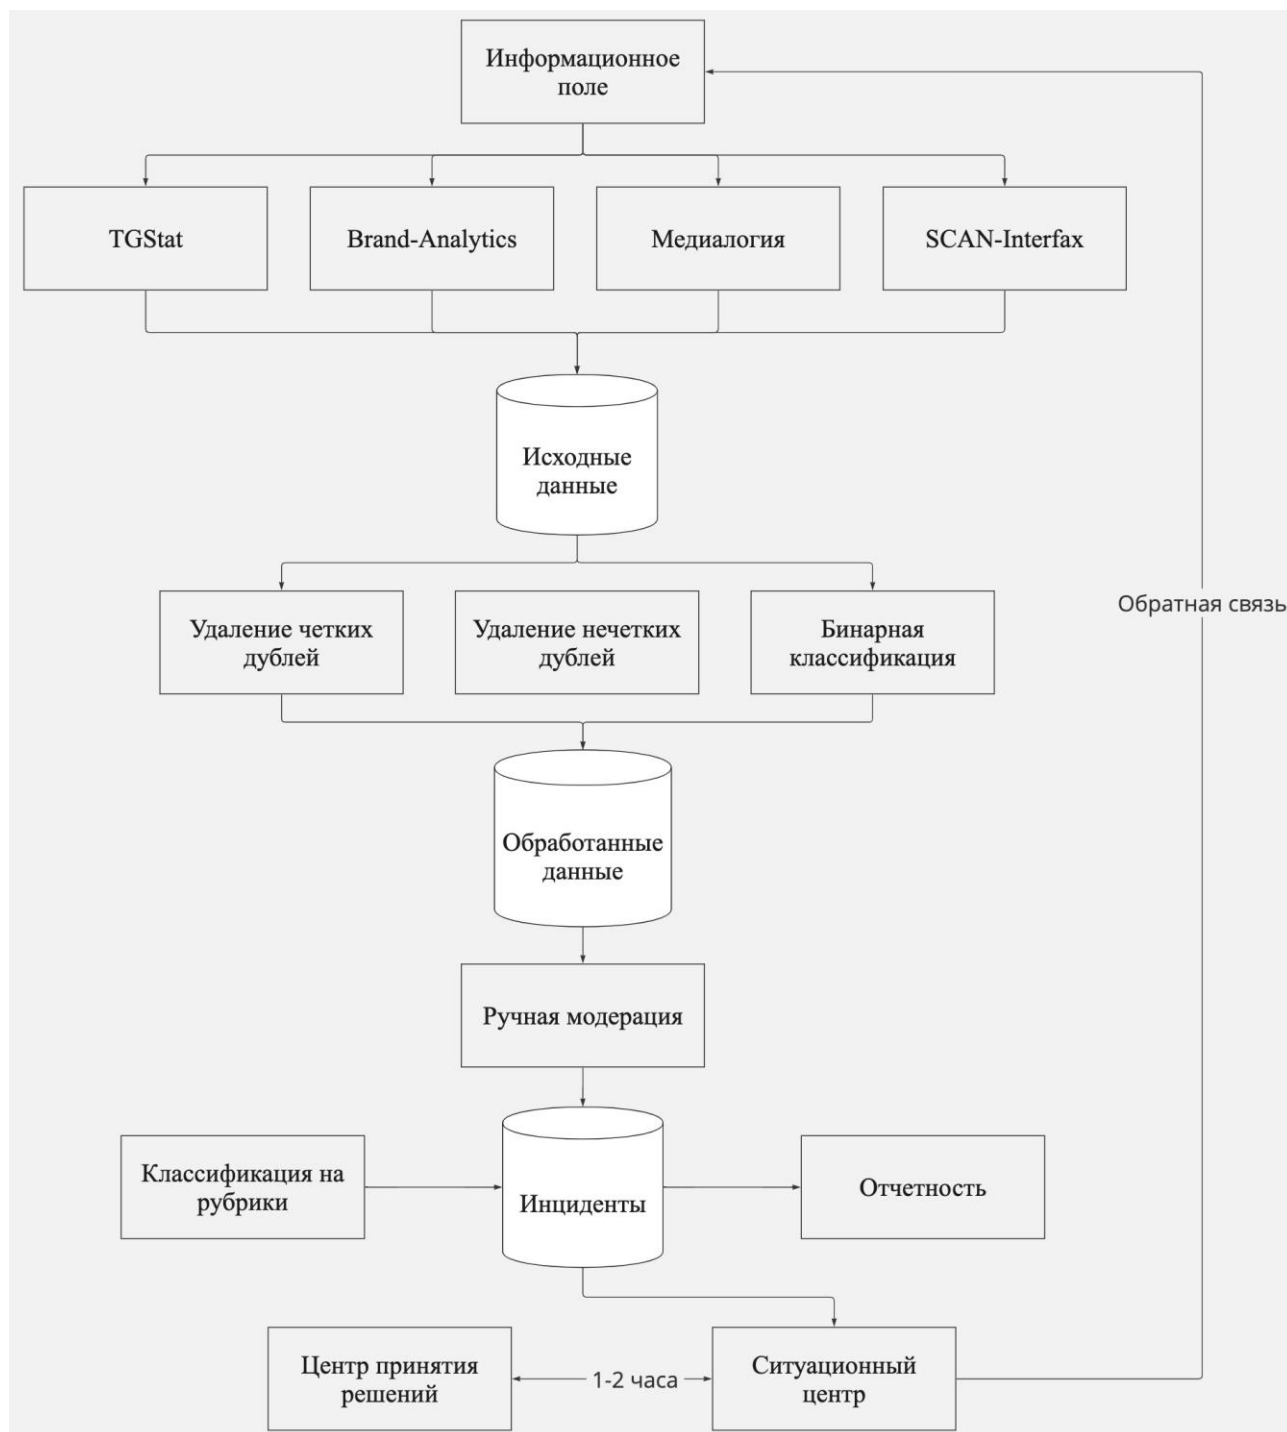 Информационное
поле
TGStat
Brand-Analytics
Медиалогия
SCAN-Interfax
Исходные
данные
Удаление четких
дублей
Удаление нечетких
дублей
Бинарная
классификация
Обратная связь
Обработанные
данные
Ручная модерация
Классификация на
рубрики
Инциденты
Отчетность
Центр принятия
решений
1-2 часа
Ситуационный
центр